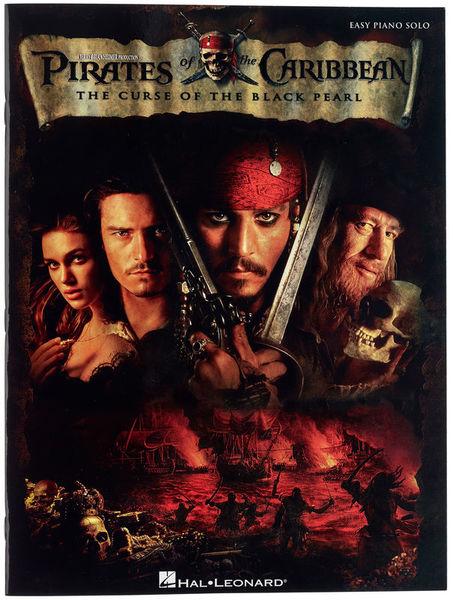 EASY PIANO SOLO
PIRATES of the CARIBBEAN
THE CURSE OF THE BLACK PEARL
HAL•LEONARD®